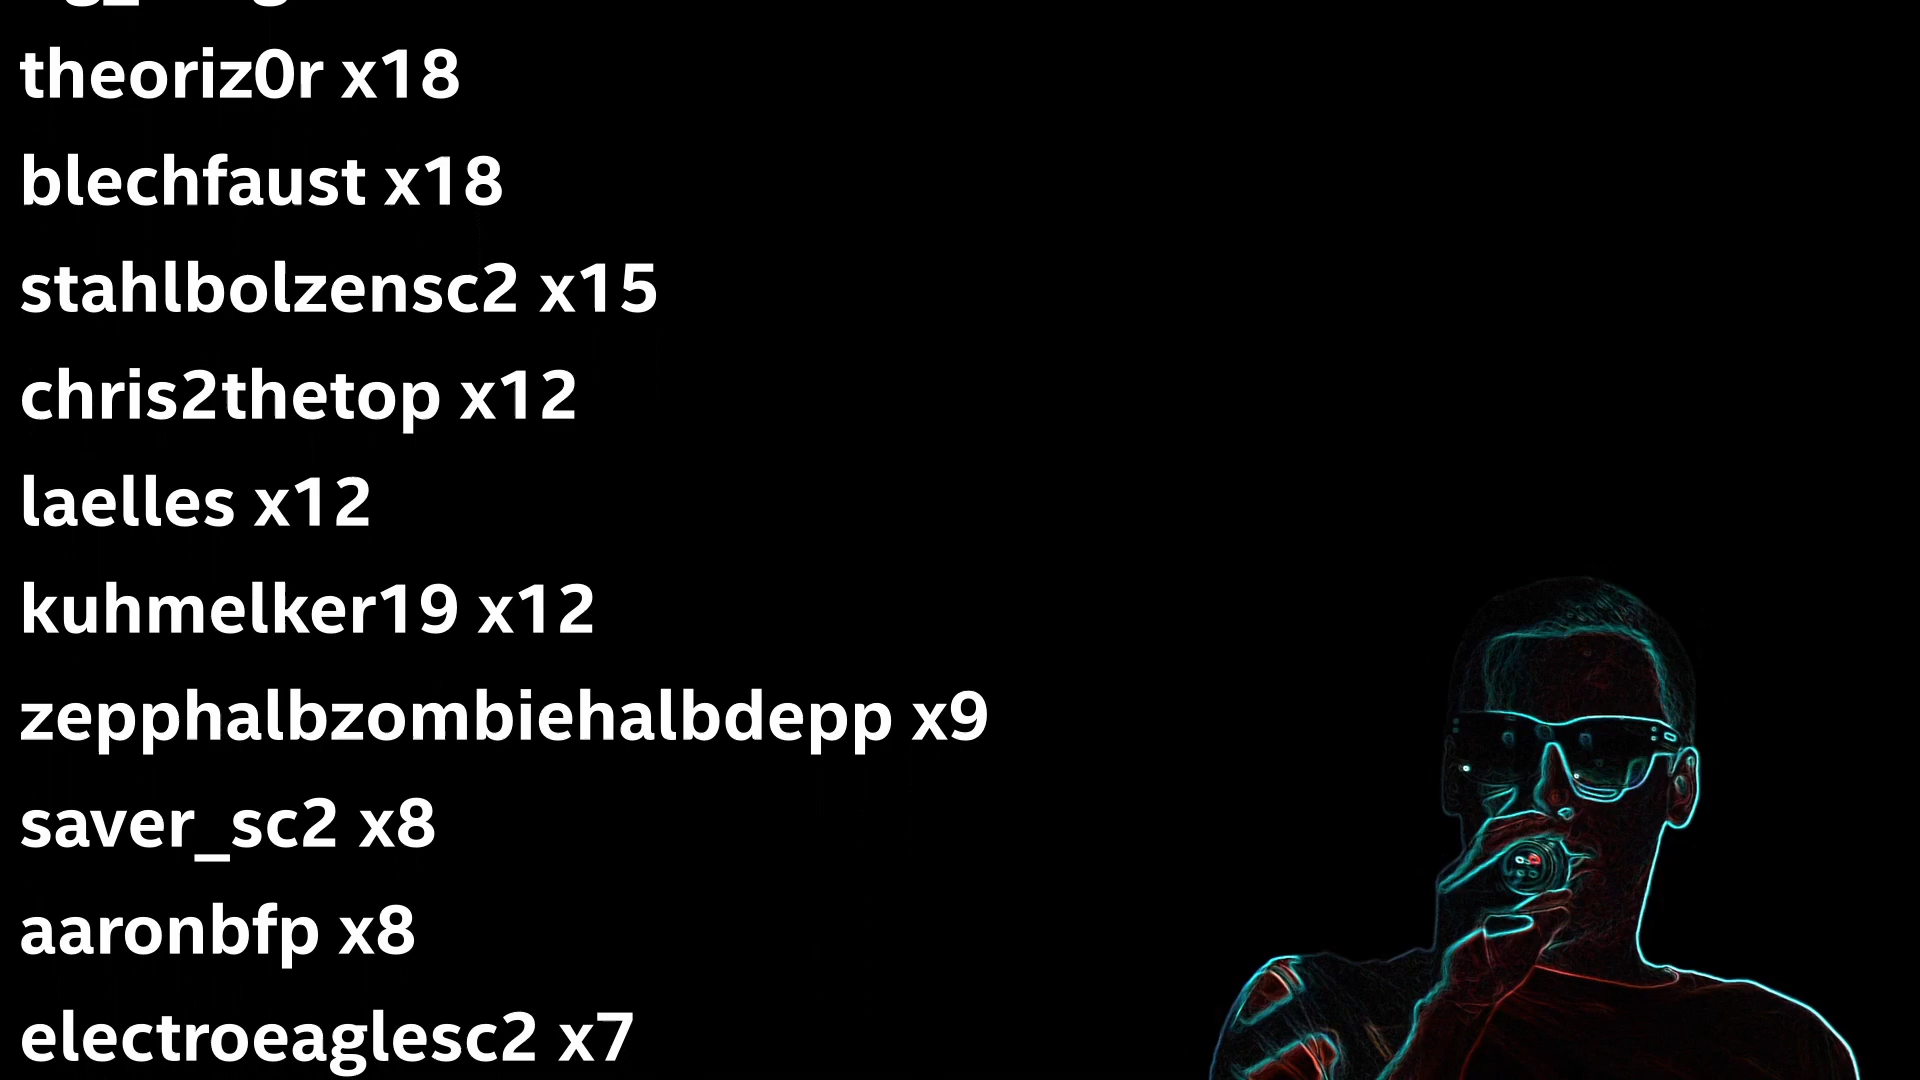 theoriz0r x18
blechfaust x18
stahlbolzensc2 x15
chris2thetop x12
laelles x12
kuhmelker19 x12
zepphalbzombiehalbdepp x9
saver_sc2 x8
aaronbfp x8
electroeaglesc2 x7